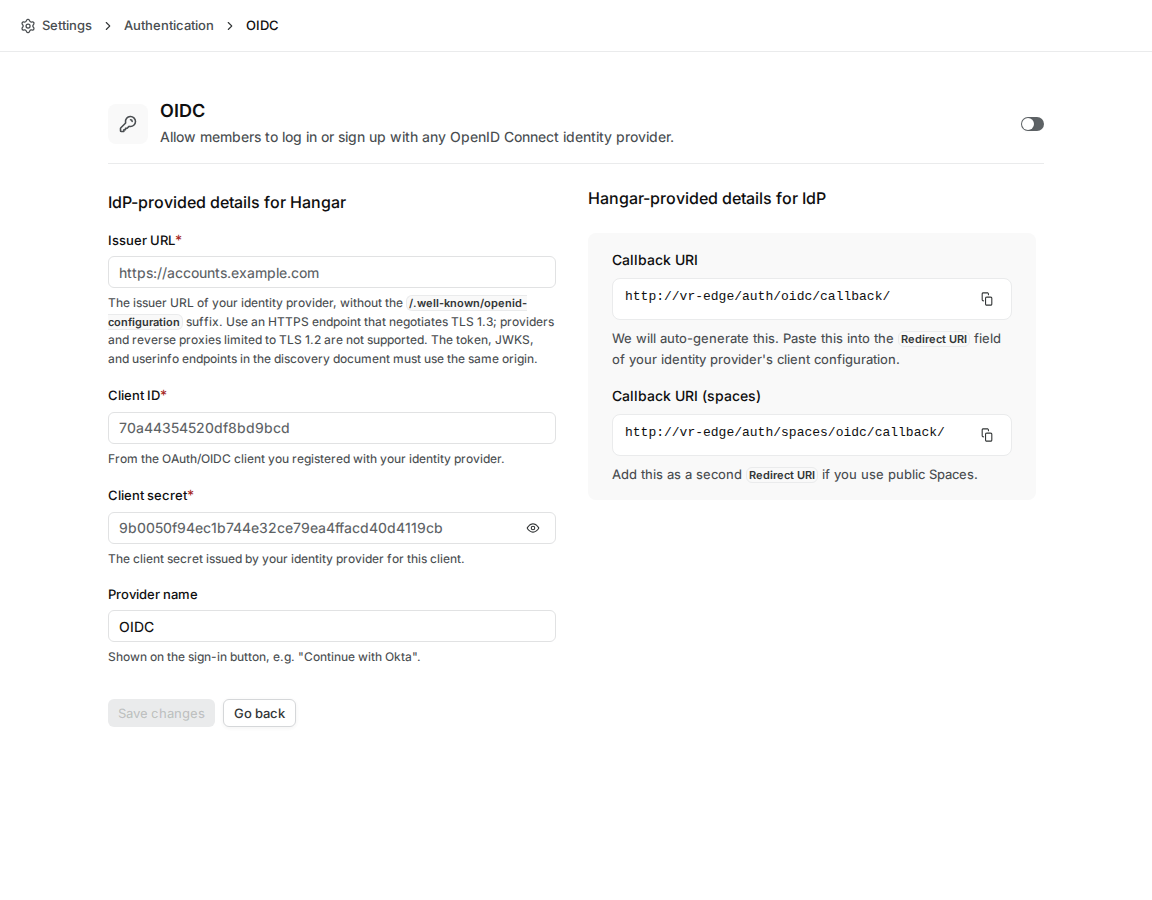 Settings > Authentication > OIDC
OIDC
Allow members to log in or sign up with any OpenID Connect identity provider.
IdP-provided details for Hangar
Issuer URL*
https://accounts.example.com
The issuer URL of your identity provider, without the /.well-known/openid-
configuration suffix. Use an HTTPS endpoint that negotiates TLS 1.3; providers
and reverse proxies limited to TLS 1.2 are not supported. The token, JWKS,
and userinfo endpoints in the discovery document must use the same origin.
Client ID*
70a44354520df8bd9bcd
From the OAuth/OIDC client you registered with your identity provider.
Client secret*
9b0050f94ec1b744e32ce79ea4ffacd40d4119cb
The client secret issued by your identity provider for this client.
Provider name
OIDC
Shown on the sign-in button, e.g. "Continue with Okta".
Save changes
Go back
Hangar-provided details for IdP
Callback URI
http://vr-edge/auth/oidc/callback/
We will auto-generate this. Paste this into the Redirect URI field
of your identity provider's client configuration.
Callback URI (spaces)
http://vr-edge/auth/spaces/oidc/callback/
Add this as a second Redirect URI if you use public Spaces.